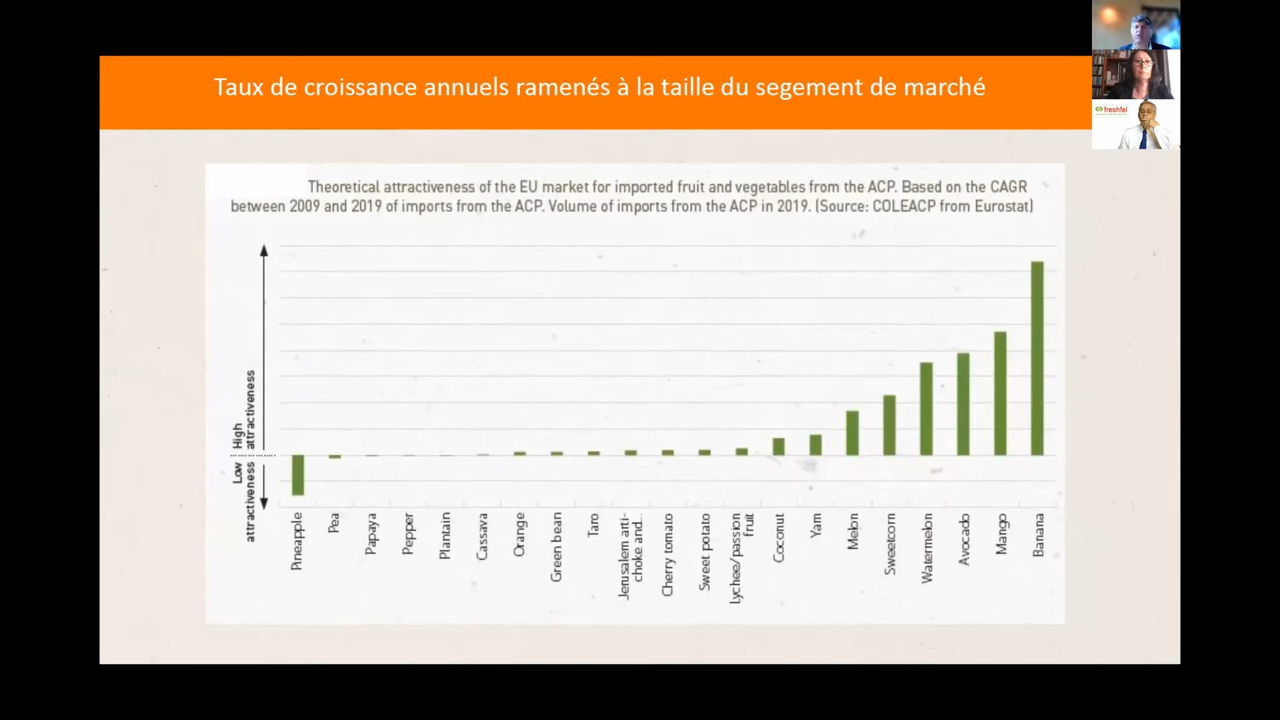 Taux de croissance annuels ramenés à la taille du segement de marché
freshfel
Theoretical attractiveness of the EU market for imported fruit and vegetables from the ACP. Based on the CAGR
between 2009 and 2019 of imports from the ACP. Volume of imports from the ACP in 2019. (Source: COLEACP from Eurostat)
High
attractiveness
Low
attractiveness
Pineapple
Pea
Papaya
Pepper
Plantain
Cassava
Orange
Green bean
Taro
Jerusalem arti-
choke and...
Cherry tomato
Sweet potato
Lychee/passion
fruit
Coconut
Yam
Melon
Sweetcorn
Watermelon
Avocado
Mango
Banana